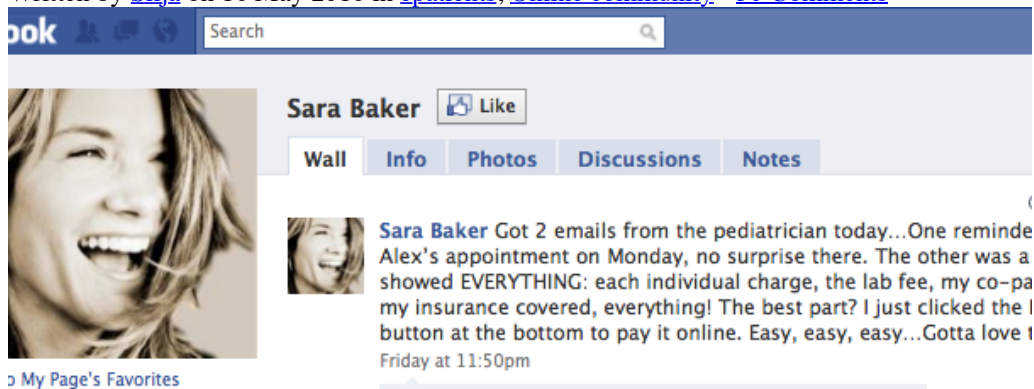 ook Search
Sara Baker Like
Wall Info Photos Discussions Notes
Sara Baker Got 2 emails from the pediatrician today...One reminde
Alex's appointment on Monday, no surprise there. The other was a
showed EVERYTHING: each individual charge, the lab fee, my co-pa
my insurance covered, everything! The best part? I just clicked the
button at the bottom to pay it online. Easy, easy, easy...Gotta love t
Friday at 11:50pm
o My Page's Favorites